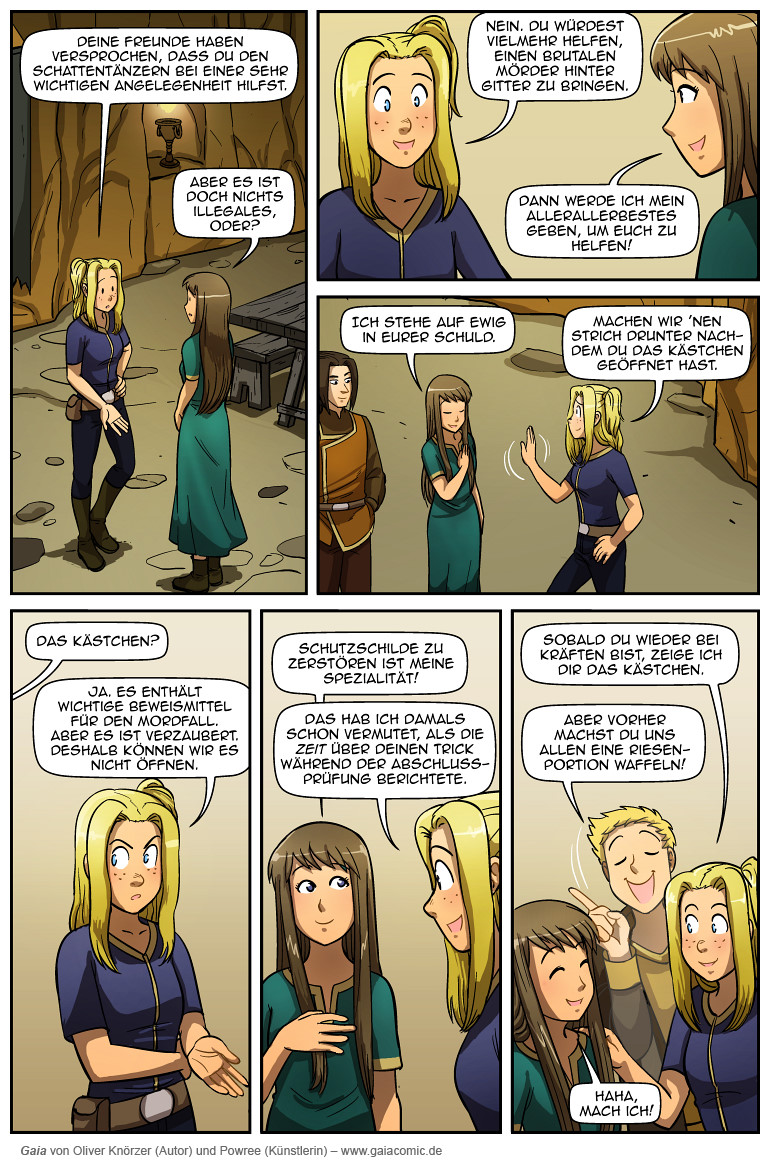 DEINE FREUNDE HABEN
VERSPROCHEN, DASS DU DEN
SCHATTENTÄNZERN BEI EINER SEHR
WICHTIGEN ANGELEGENHEIT HILFST.
ABER ES IST
DOCH NICHTS
ILLEGALES,
ODER?
NEIN. DU WÜRDEST
VIELMEHR HELFEN,
EINEN BRUTALEN
MÖRDER HINTER
GITTER ZU BRINGEN.
DANN WERDE ICH MEIN
ALLERALLERBESTES
GEBEN, UM EUCH ZU
HELFEN!
ICH STEHE AUF EWIG
IN EURER SCHULD.
MACHEN WIR 'NEN
STRICH DRUNTER NACH-
DEM DU DAS KÄSTCHEN
GEÖFFNET HAST.
DAS KÄSTCHEN?
JA. ES ENTHÄLT
WICHTIGE BEWEISMITTEL
FÜR DEN MORDFALL.
ABER ES IST VERZAUBERT.
DESHALB KÖNNEN WIR ES
NICHT ÖFFNEN.
SCHUTZSCHILDE ZU
ZERSTÖREN IST MEINE
SPEZIALITÄT!
DAS HAB ICH DAMALS
SCHON VERMUTET, ALS DIE
ZEIT ÜBER DEINEN TRICK
WÄHREND DER ABSCHLUSS-
PRÜFUNG BERICHTETE.
SOBALD DU WIEDER BEI
KRÄFTEN BIST, ZEIGE ICH
DIR DAS KÄSTCHEN.
ABER VORHER
MACHST DU UNS
ALLEN EINE RIESEN-
PORTION WAFFELN!
HAHA,
MACH ICH!
Gaia von Oliver Knörzer (Autor) und Powree (Künstlerin) – www.gaiacomic.de